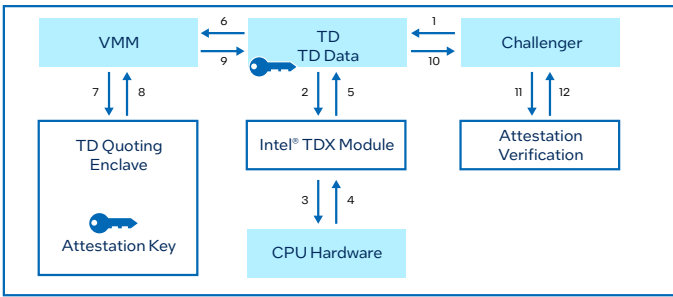 6
1
VMM
TD
TD Data
Challenger
9
10
7
8
2
5
11
12
TD Quoting
Enclave
Intel® TDX Module
Attestation
Verification
3
4
Attestation Key
CPU Hardware